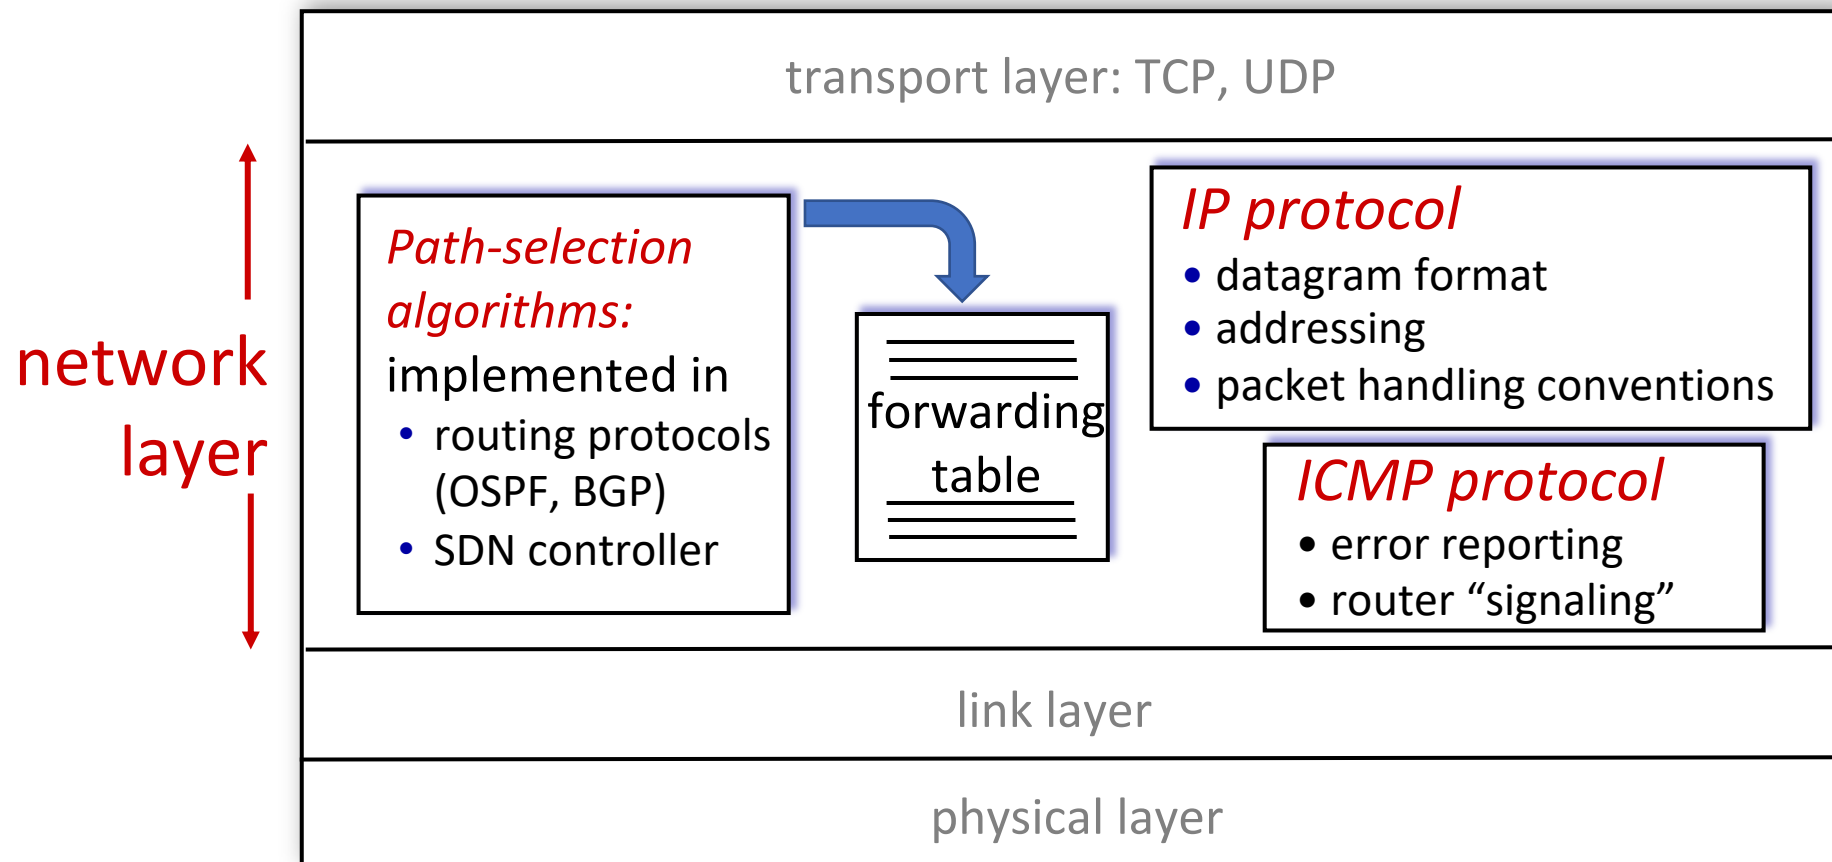 transport layer: TCP, UDP
network
layer
Path-selection
algorithms:
implemented in
• routing protocols
(OSPF, BGP)
• SDN controller
forwarding
table
IP protocol
• datagram format
• addressing
• packet handling conventions
ICMP protocol
• error reporting
• router “signaling”
link layer
physical layer